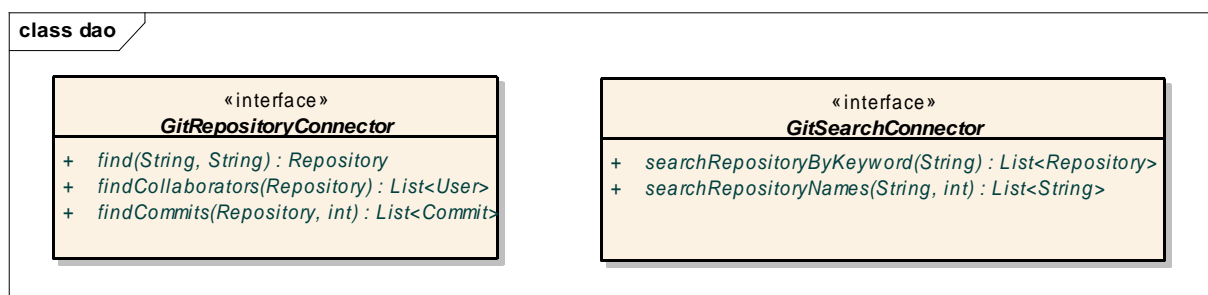 class dao
«interface»
GitRepositoryConnector
+ find(String, String) : Repository
+ findCollaborators(Repository) : List<User>
+ findCommits(Repository, int) : List<Commit>
«interface»
GitSearchConnector
+ searchRepositoryByKeyword(String) : List<Repository>
+ searchRepositoryNames(String, int) : List<String>